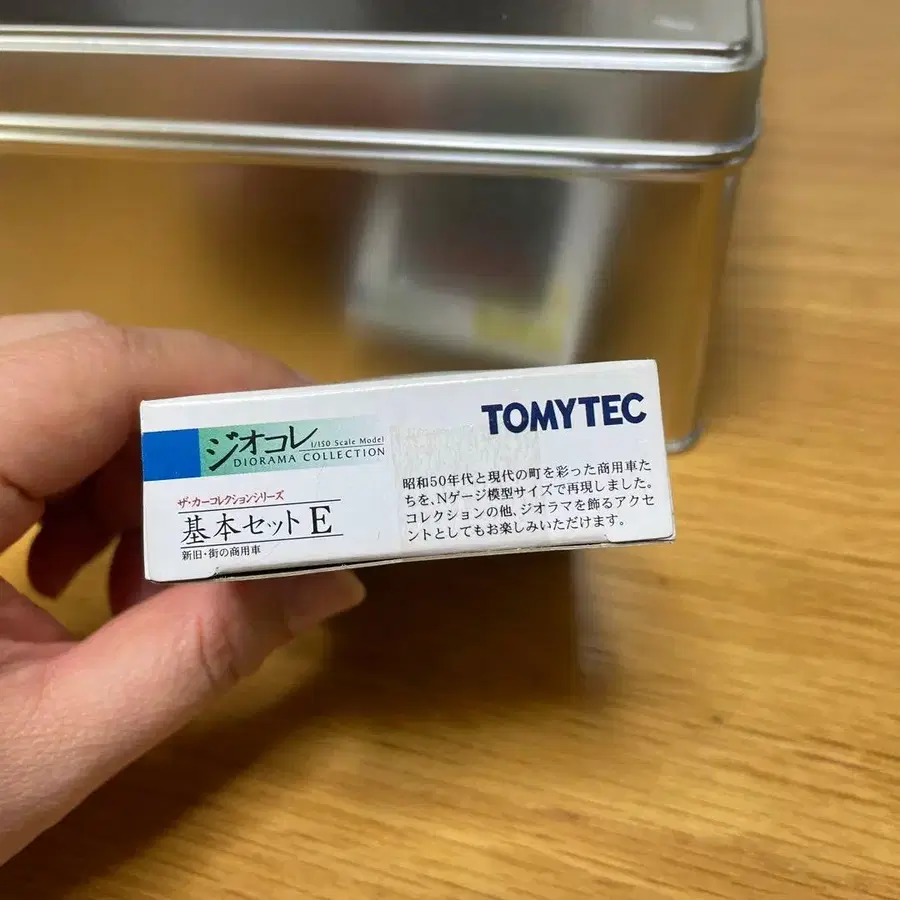 ジオコレ
1/150 Scale Model
DIORAMA COLLECTION
ザ・カーコレクションシリーズ
基本セット E
新旧・街の商用車
TOMYTEC
昭和50年代と現代の町を彩った商用車た
ちを、Nゲージ模型サイズで再現しました。
コレクションの他、ジオラマを飾るアクセ
ントとしてもお楽しみいただけます。